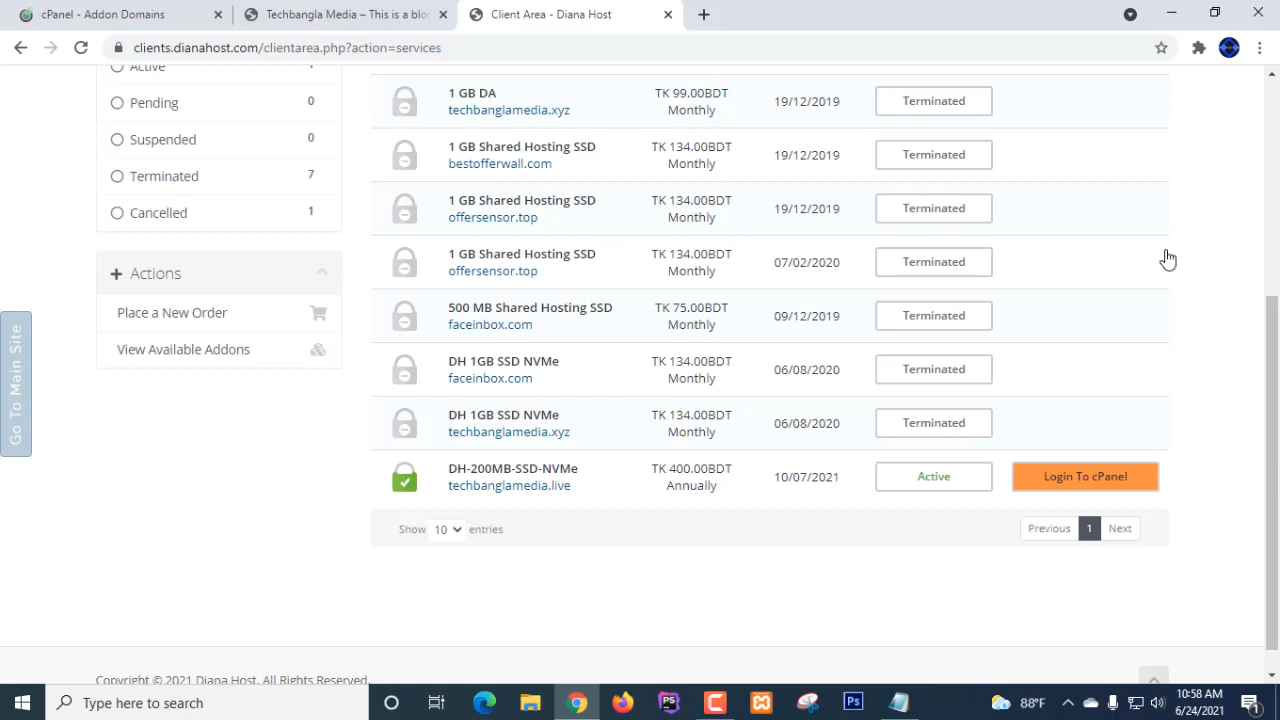 cPanel - Addon Domains
Techbangla Media – This is a blo
Client Area - Diana Host
clients.dianahost.com/clientarea.php?action=services
Active
Pending 0
Suspended 0
Terminated 7
Cancelled 1
Actions
Place a New Order
View Available Addons
Go To Main Site
1 GB DA TK 99.00BDT 19/12/2019 Terminated
techbanglamedia.xyz Monthly
1 GB Shared Hosting SSD TK 134.00BDT 19/12/2019 Terminated
bestofferwall.com Monthly
1 GB Shared Hosting SSD TK 134.00BDT 19/12/2019 Terminated
offersensor.top Monthly
1 GB Shared Hosting SSD TK 134.00BDT 07/02/2020 Terminated
offersensor.top Monthly
500 MB Shared Hosting SSD TK 75.00BDT 09/12/2019 Terminated
faceinbox.com Monthly
DH 1GB SSD NVMe TK 134.00BDT 06/08/2020 Terminated
faceinbox.com Monthly
DH 1GB SSD NVMe TK 134.00BDT 06/08/2020 Terminated
techbanglamedia.xyz Monthly
DH-200MB-SSD-NVMe TK 400.00BDT 10/07/2021 Active Login To cPanel
techbanglamedia.live Annually
Show 10 entries
Previous 1 Next
Copyright © 2021 Diana Host. All Rights Reserved.
Type here to search
Ps
88°F
10:58 AM
6/24/2021